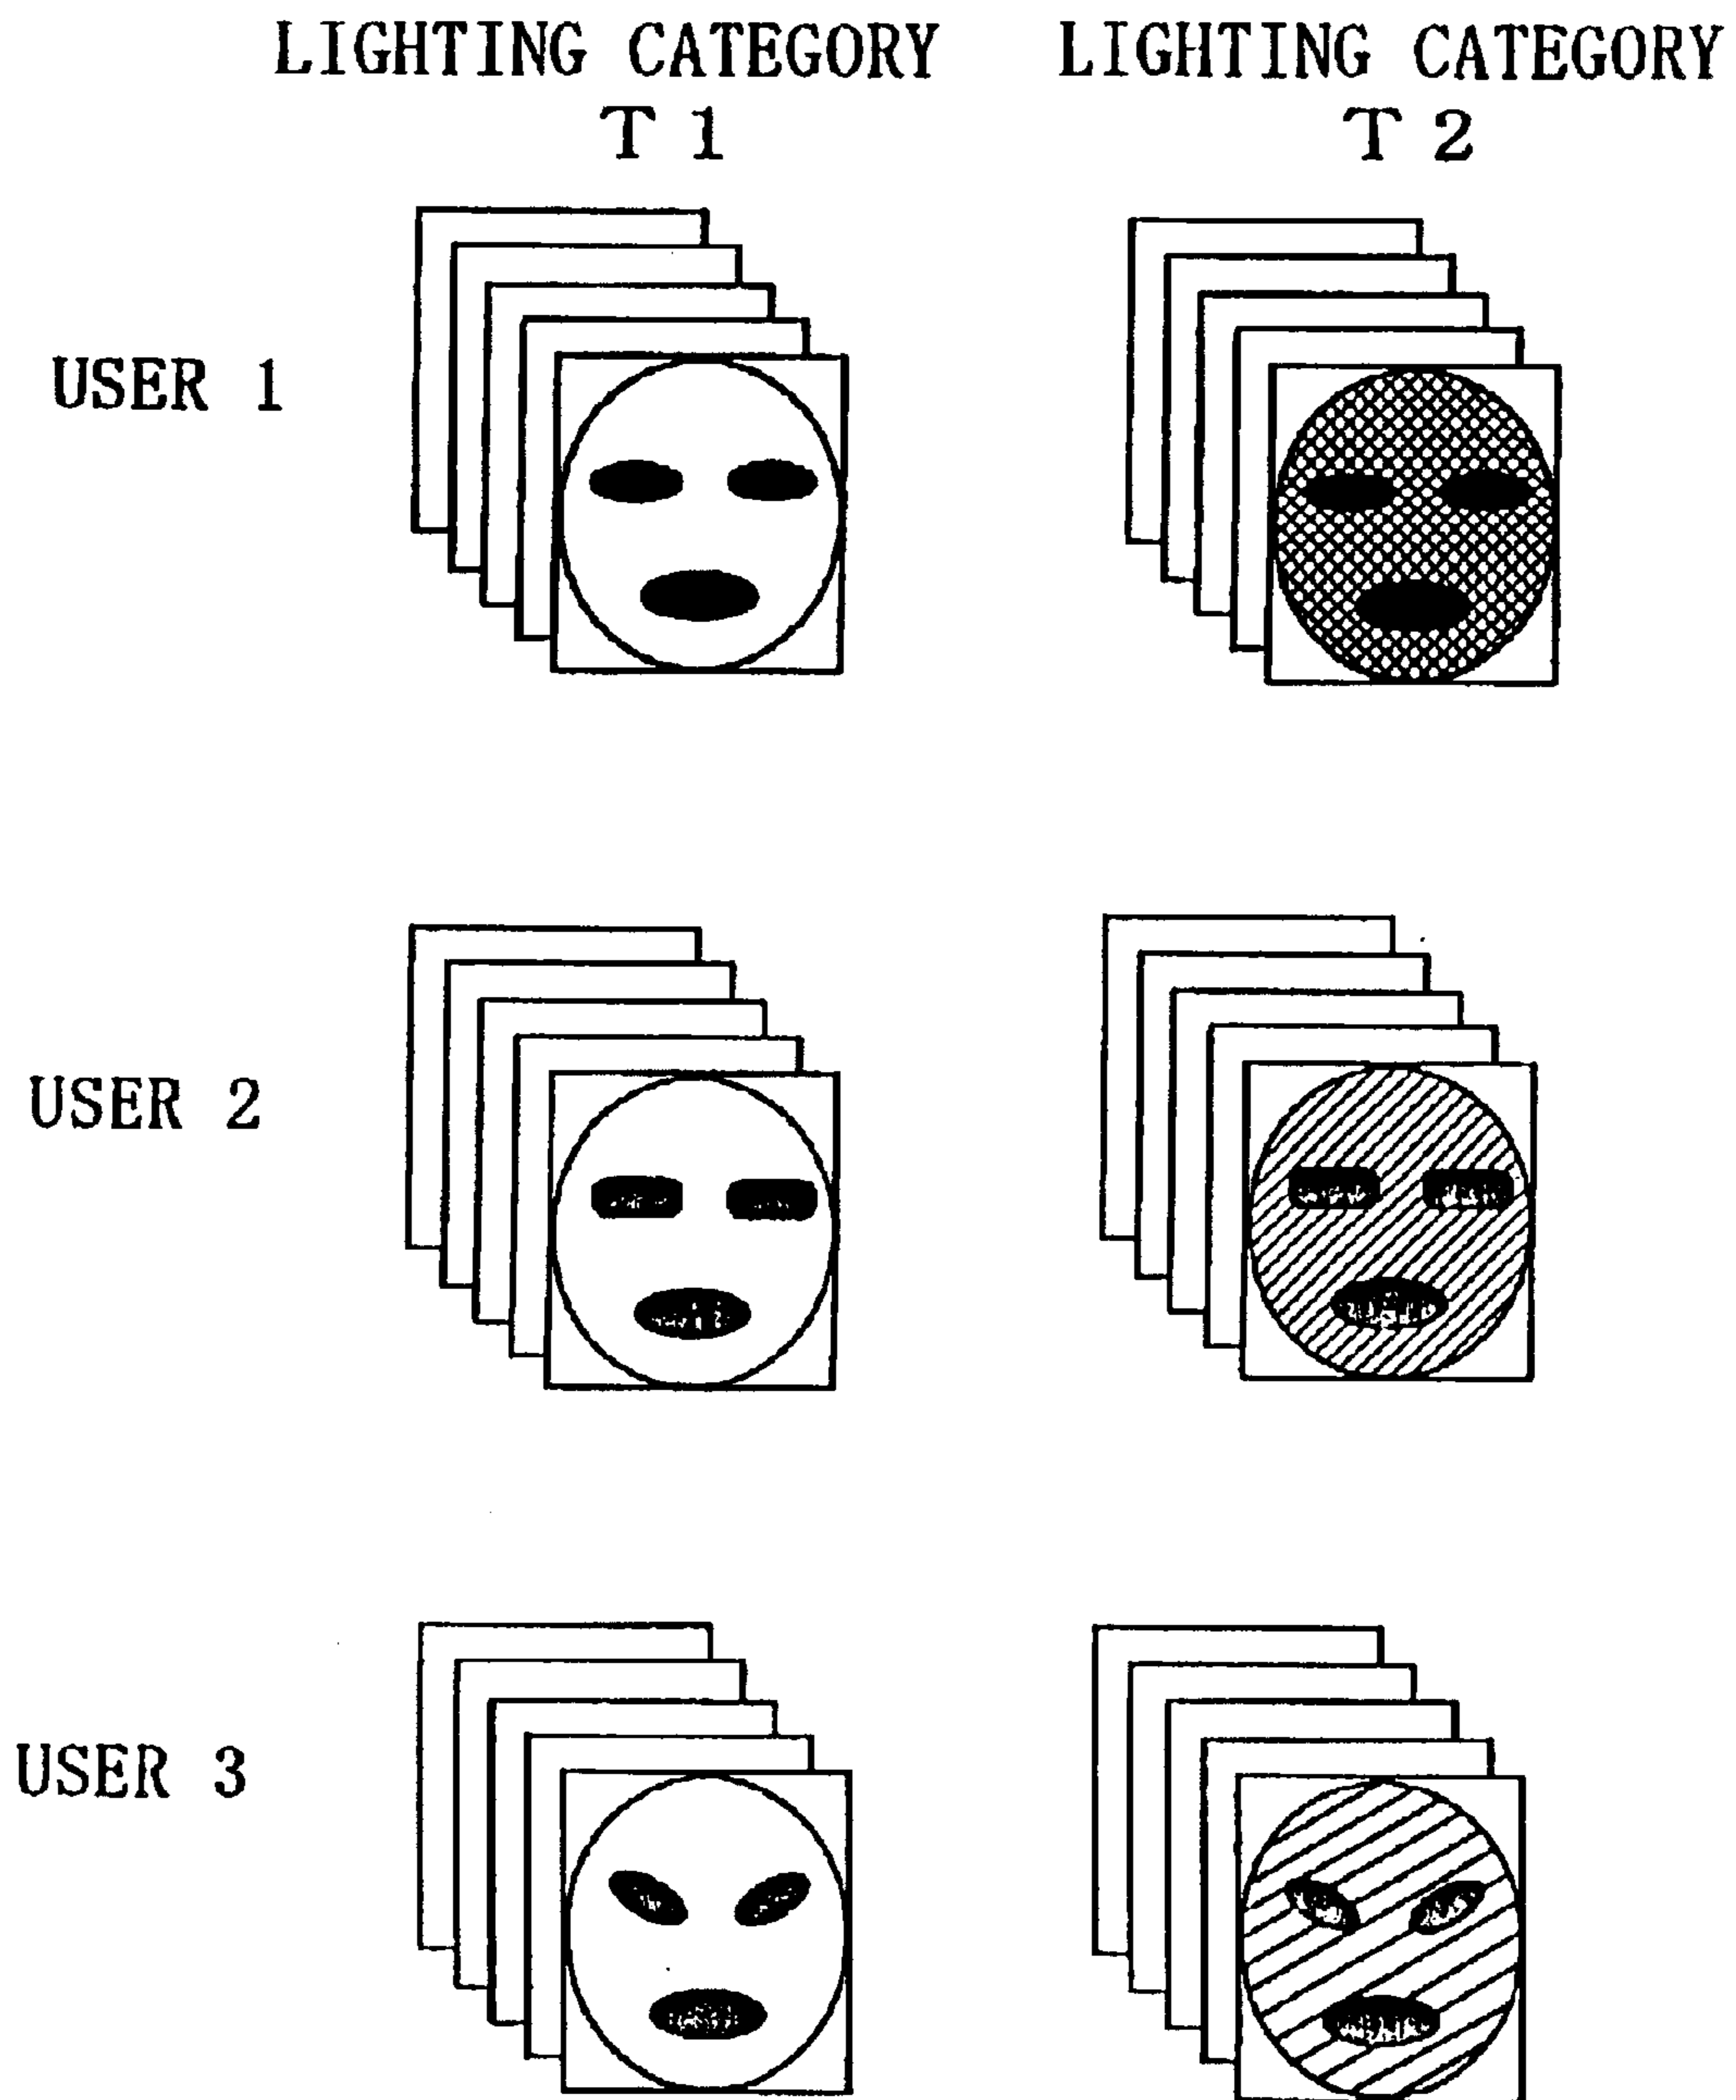 LIGHTING CATEGORY
T 1
LIGHTING CATEGORY
T 2
USER 1
USER 2
USER 3